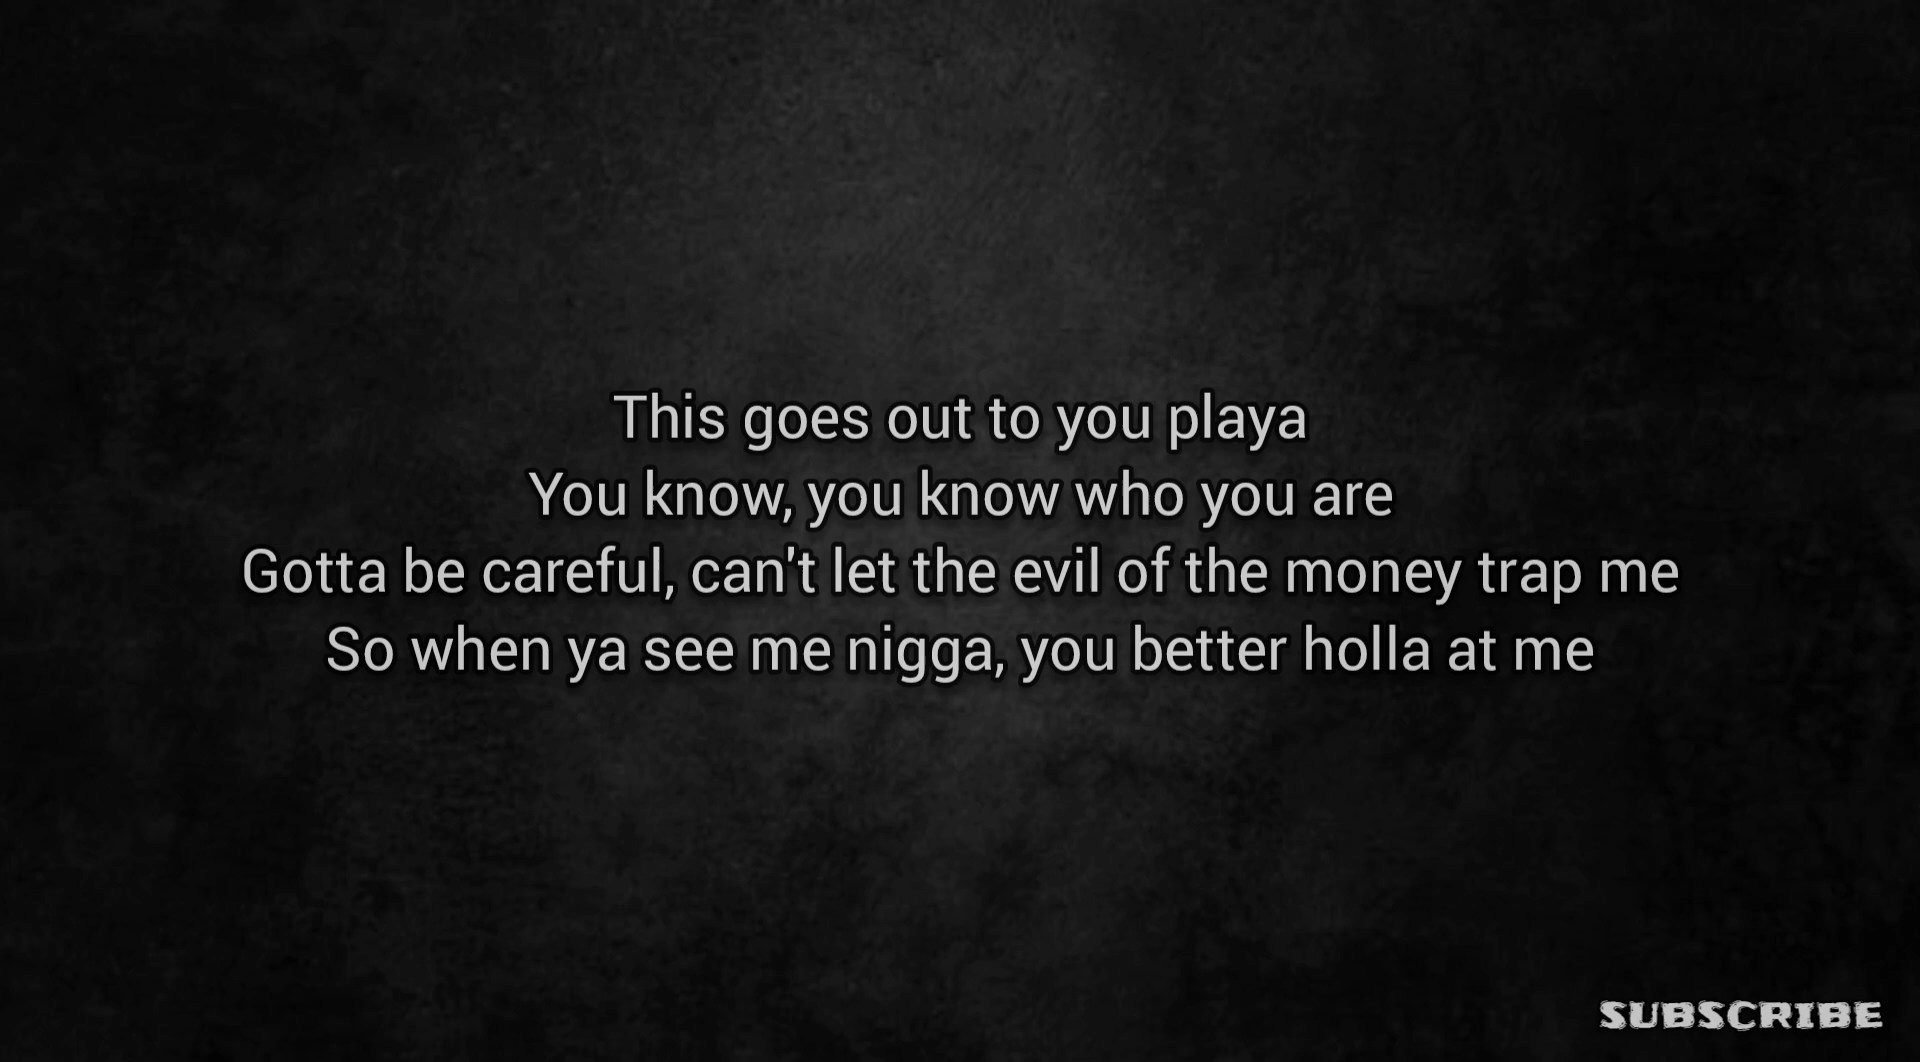 This goes out to you playa
You know, you know who you are
Gotta be careful, can't let the evil of the money trap me
So when ya see me nigga, you better holla at me
SUBSCRIBE